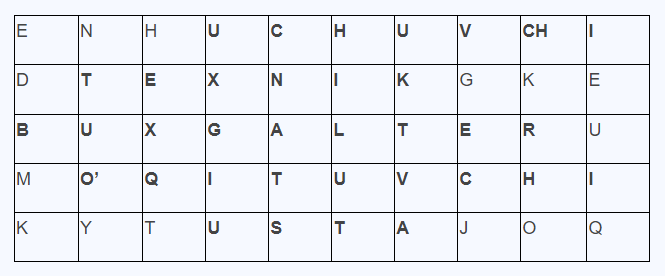 E N H U C H U V CH I
D T E X N I K G K E
B U X G A L T E R U
M O’ Q I T U V C H I
K Y T U S T A J O Q